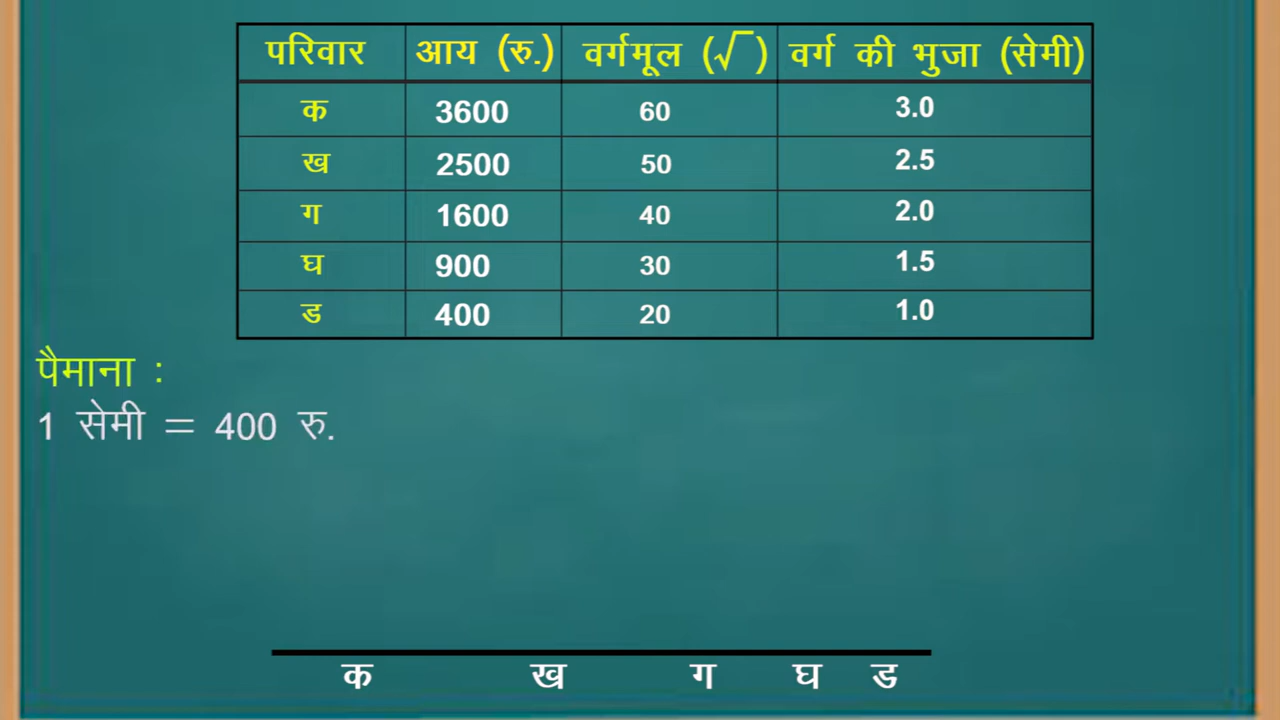 परिवार आय (रु.) वर्गमूल (√) वर्ग की भुजा (सेमी)
क 3600 60 3.0
ख 2500 50 2.5
ग 1600 40 2.0
घ 900 30 1.5
ड 400 20 1.0
पैमाना :
1 सेमी = 400 रु.
क ख ग घ ड